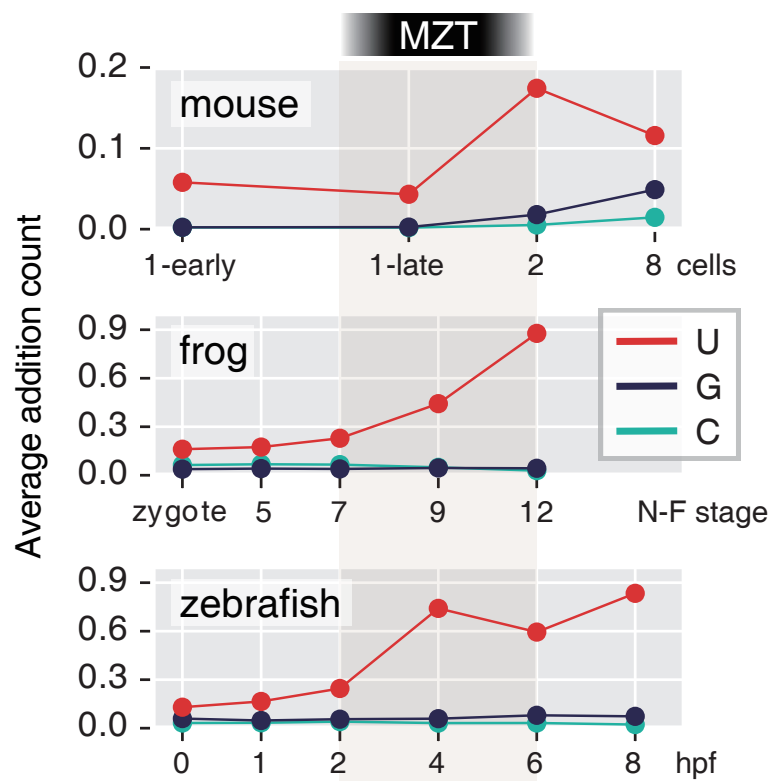 MZT
Average addition count
mouse
0.2
0.1
0.0
1-early 1-late 2 8 cells
frog
0.9
0.6
0.3
0.0
zygote 5 7 9 12 N-F stage
U
G
C
zebrafish
0.9
0.6
0.3
0.0
0 1 2 4 6 8 hpf